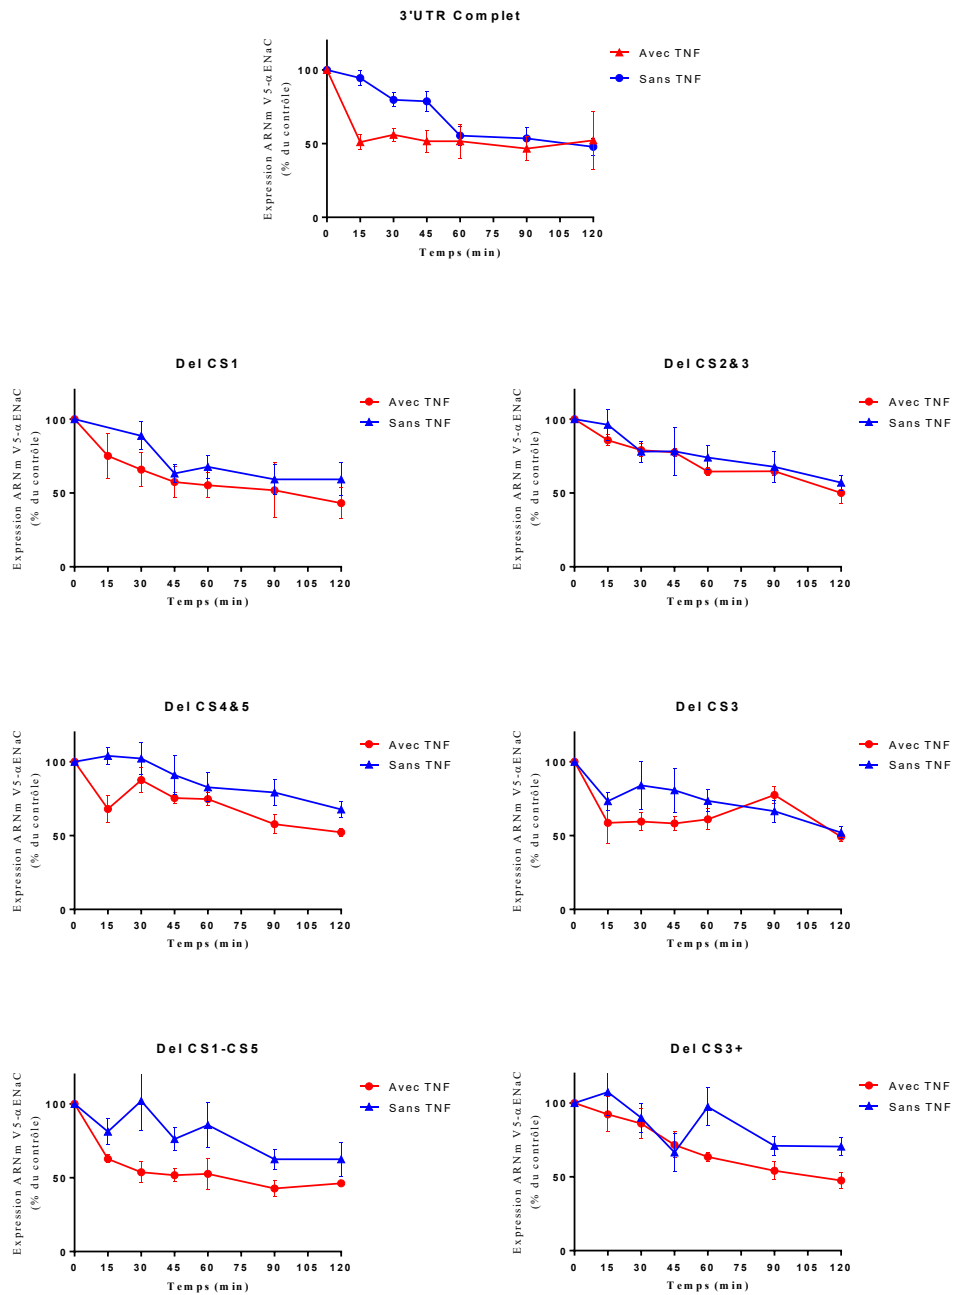 3'UTR Complet
Expression ARNm V5-αENaC
(% du contrôle)
100
50
0
0 15 30 45 60 75 90 105 120
Temps (min)
Avec TNF
Sans TNF
Del CS1
Expression ARNm V5-αENaC
(% du contrôle)
100
50
0
0 15 30 45 60 75 90 105 120
Temps (min)
Avec TNF
Sans TNF
Del CS2&3
Expression ARNm V5-αENaC
(% du contrôle)
100
50
0
0 15 30 45 60 75 90 105 120
Temps (min)
Avec TNF
Sans TNF
Del CS4&5
Expression ARNm V5-αENaC
(% du contrôle)
100
50
0
0 15 30 45 60 75 90 105 120
Temps (min)
Avec TNF
Sans TNF
Del CS3
Expression ARNm V5-αENaC
(% du contrôle)
100
50
0
0 15 30 45 60 75 90 105 120
Temps (min)
Avec TNF
Sans TNF
Del CS1-CS5
Expression ARNm V5-αENaC
(% du contrôle)
100
50
0
0 15 30 45 60 75 90 105 120
Temps (min)
Avec TNF
Sans TNF
Del CS3+
Expression ARNm V5-αENaC
(% du contrôle)
100
50
0
0 15 30 45 60 75 90 105 120
Temps (min)
Avec TNF
Sans TNF